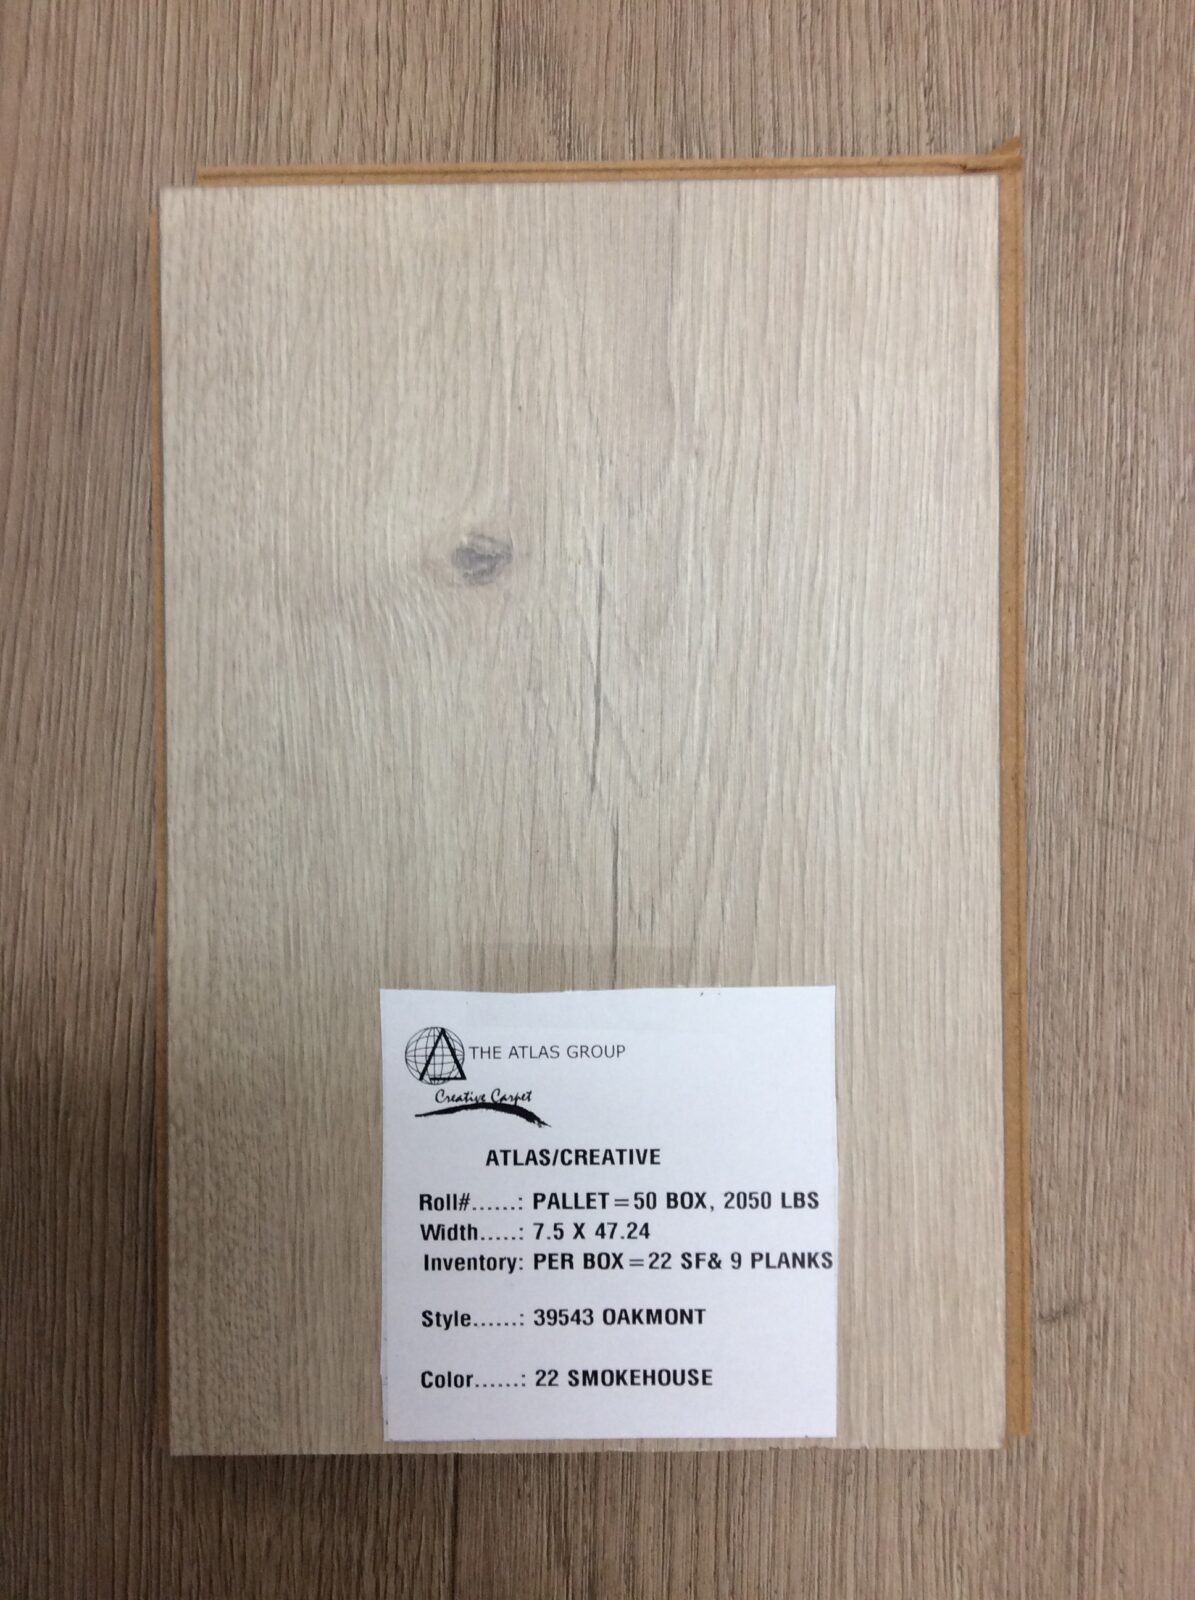 THE ATLAS GROUP
Creative Carpet
ATLAS/CREATIVE
Roll#......: PALLET=50 BOX, 2050 LBS
Width.....: 7.5 X 47.24
Inventory: PER BOX=22 SF& 9 PLANKS
Style......: 39543 OAKMONT
Color......: 22 SMOKEHOUSE